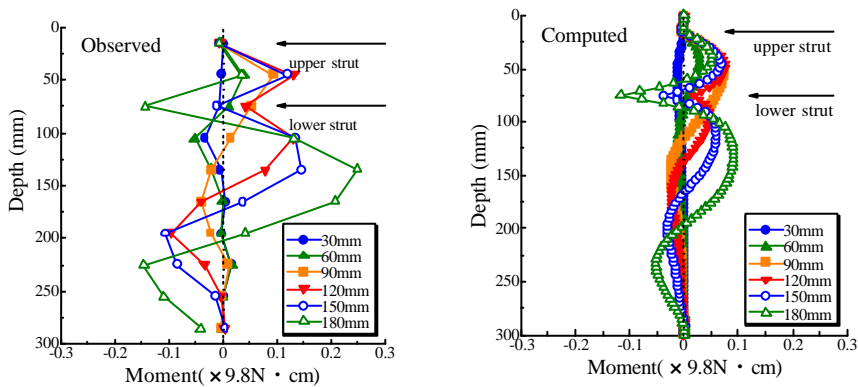 Observed
upper strut
lower strut
Depth (mm)
0
50
100
150
200
250
300
30mm
60mm
90mm
120mm
150mm
180mm
-0.3
-0.2
-0.1
0
0.1
0.2
0.3
Moment( ×9.8N・cm)
Computed
upper strut
lower strut
Depth (mm)
0
50
100
150
200
250
300
30mm
60mm
90mm
120mm
150mm
180mm
-0.3
-0.2
-0.1
0
0.1
0.2
0.3
Moment( ×9.8N・cm)